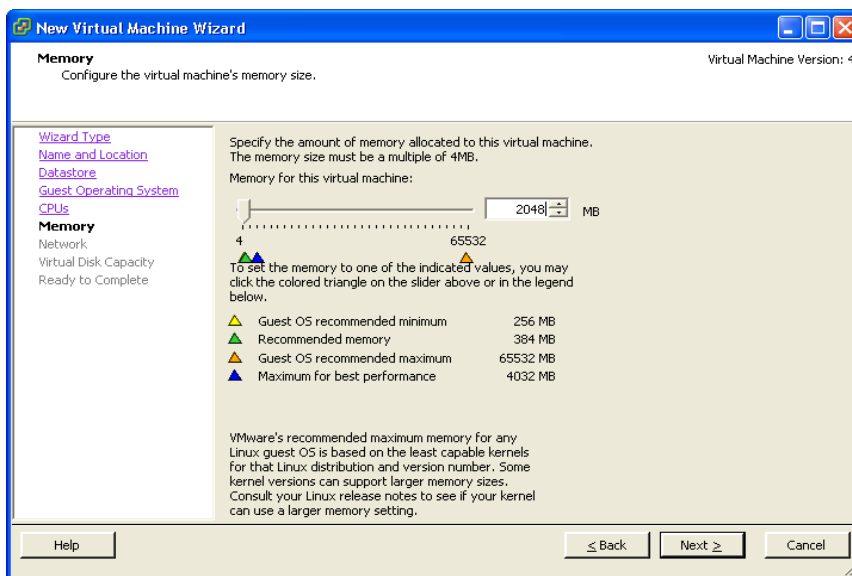 New Virtual Machine Wizard
Memory
Configure the virtual machine's memory size.
Virtual Machine Version: 4
Wizard Type
Name and Location
Datastore
Guest Operating System
CPUs
Memory
Network
Virtual Disk Capacity
Ready to Complete
Specify the amount of memory allocated to this virtual machine.
The memory size must be a multiple of 4MB.
Memory for this virtual machine:
2048 MB
4 65532
To set the memory to one of the indicated values, you may
click the colored triangle on the slider above or in the legend
below.
Guest OS recommended minimum 256 MB
Recommended memory 384 MB
Guest OS recommended maximum 65532 MB
Maximum for best performance 4032 MB
VMware's recommended maximum memory for any
Linux guest OS is based on the least capable kernels
for that Linux distribution and version number. Some
kernel versions can support larger memory sizes.
Consult your Linux release notes to see if your kernel
can use a larger memory setting.
Help
< Back
Next >
Cancel